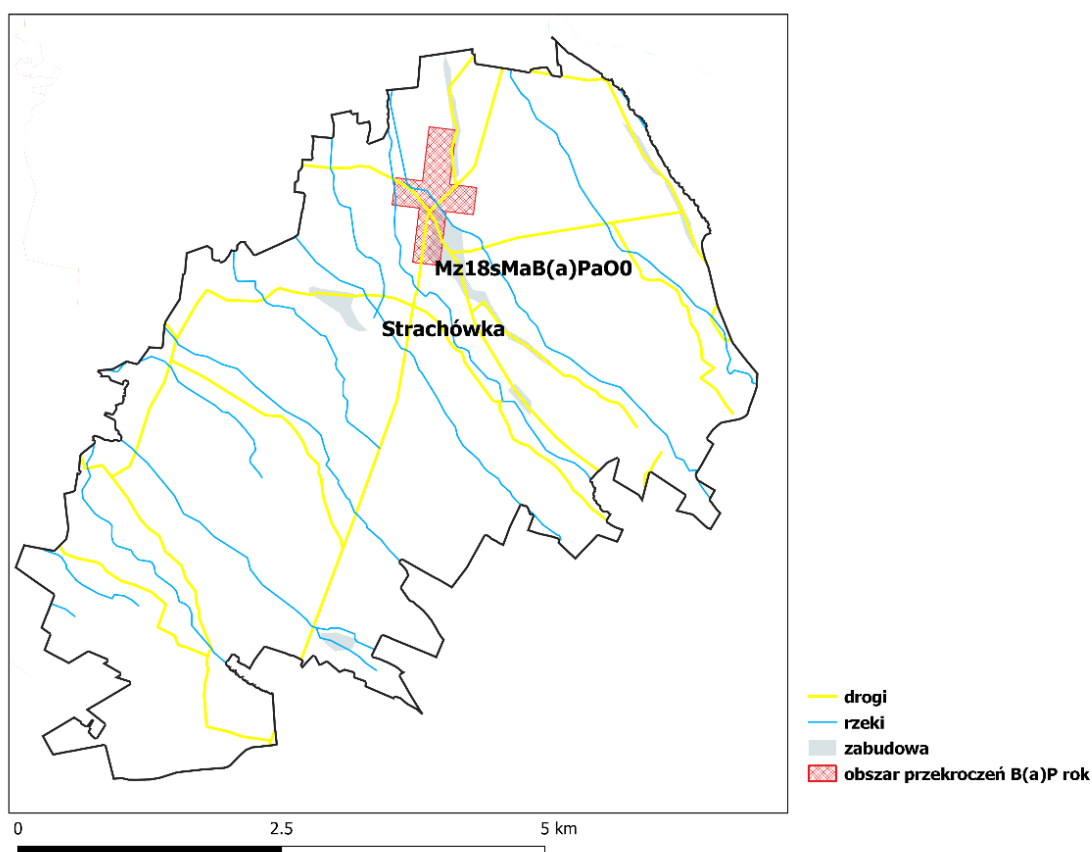 Mz18sMaB(a)PaO0
Strachówka
drogi
rzeki
zabudowa
obszar przekroczeń B(a)P rok
0 2.5 5 km